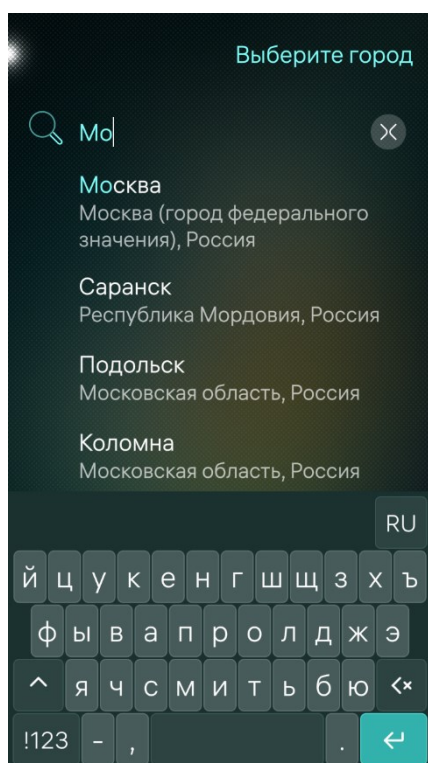 Выберите город
Мо
Москва
Москва (город федерального
значения), Россия
Саранск
Республика Мордовия, Россия
Подольск
Московская область, Россия
Коломна
Московская область, Россия
RU
й ц у к е н г ш щ з х ъ
ф ы в а п р о л д ж э
я ч с м и т ь б ю
!123 - , .